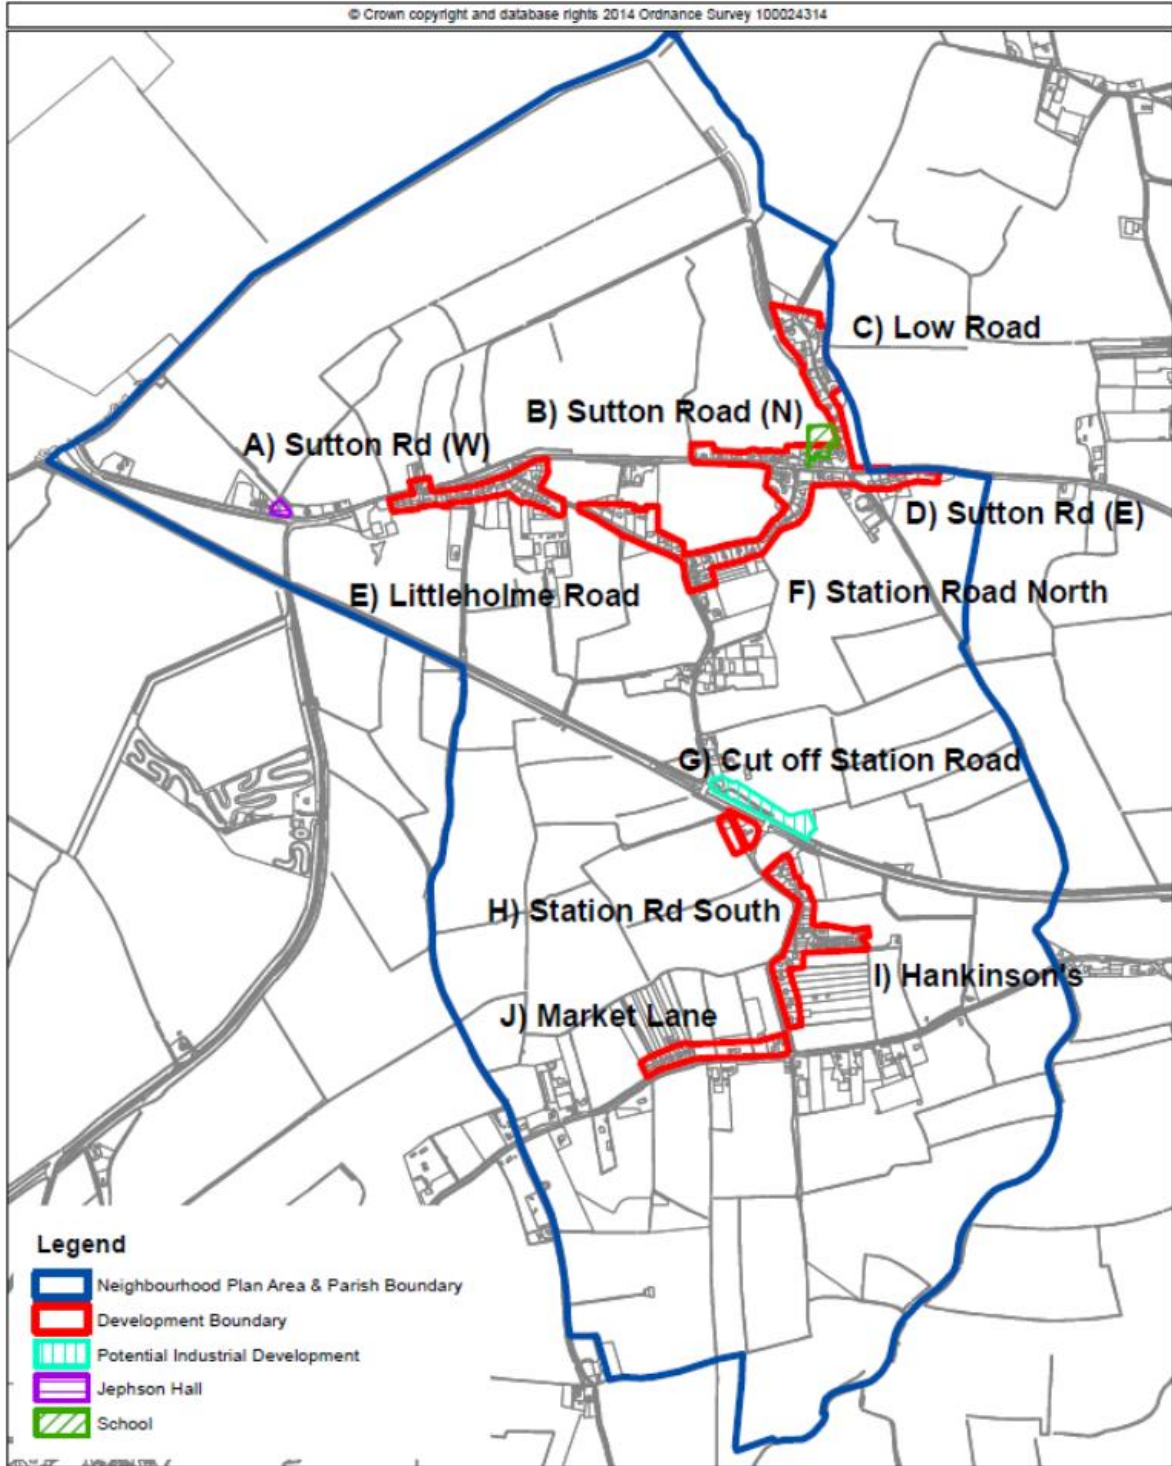 © Crown copyright and database rights 2014 Ordnance Survey 100024314
C) Low Road
B) Sutton Road (N)
A) Sutton Rd (W)
D) Sutton Rd (E)
E) Littleholme Road
F) Station Road North
G) Cut off Station Road
H) Station Rd South
I) Hankinson's
J) Market Lane
Legend
Neighbourhood Plan Area & Parish Boundary
Development Boundary
Potential Industrial Development
Jephson Hall
School